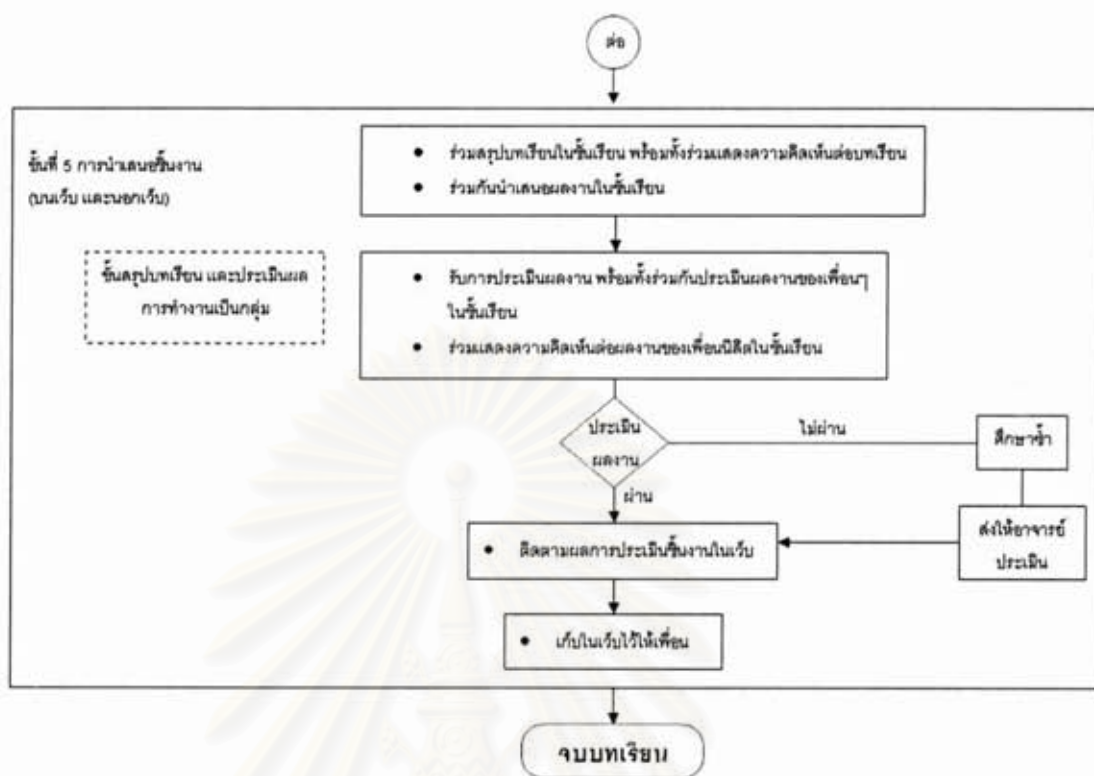 ต่อ
ขั้นที่ 5 การนำเสนอชิ้นงาน
(บนเว็บ และนอกเว็บ)
• ร่วมสรุปบทเรียนในชั้นเรียน พร้อมทั้งร่วมแสดงความคิดเห็นต่อบทเรียน
• ร่วมกันนำเสนอผลงานในชั้นเรียน
ขั้นสรุปบทเรียน และประเมินผล
การทำงานเป็นกลุ่ม
• รับการประเมินผลงาน พร้อมทั้งร่วมกันประเมินผลงานของเพื่อนๆ
ในชั้นเรียน
• ร่วมแสดงความคิดเห็นต่อผลงานของเพื่อนนิสิตในชั้นเรียน
ประเมิน
ผลงาน
ไม่ผ่าน
ศึกษาซ้ำ
ผ่าน
ส่งให้อาจารย์
ประเมิน
• ติดตามผลการประเมินชิ้นงานในเว็บ
• เก็บในเว็บไว้ให้เพื่อน
จบบทเรียน